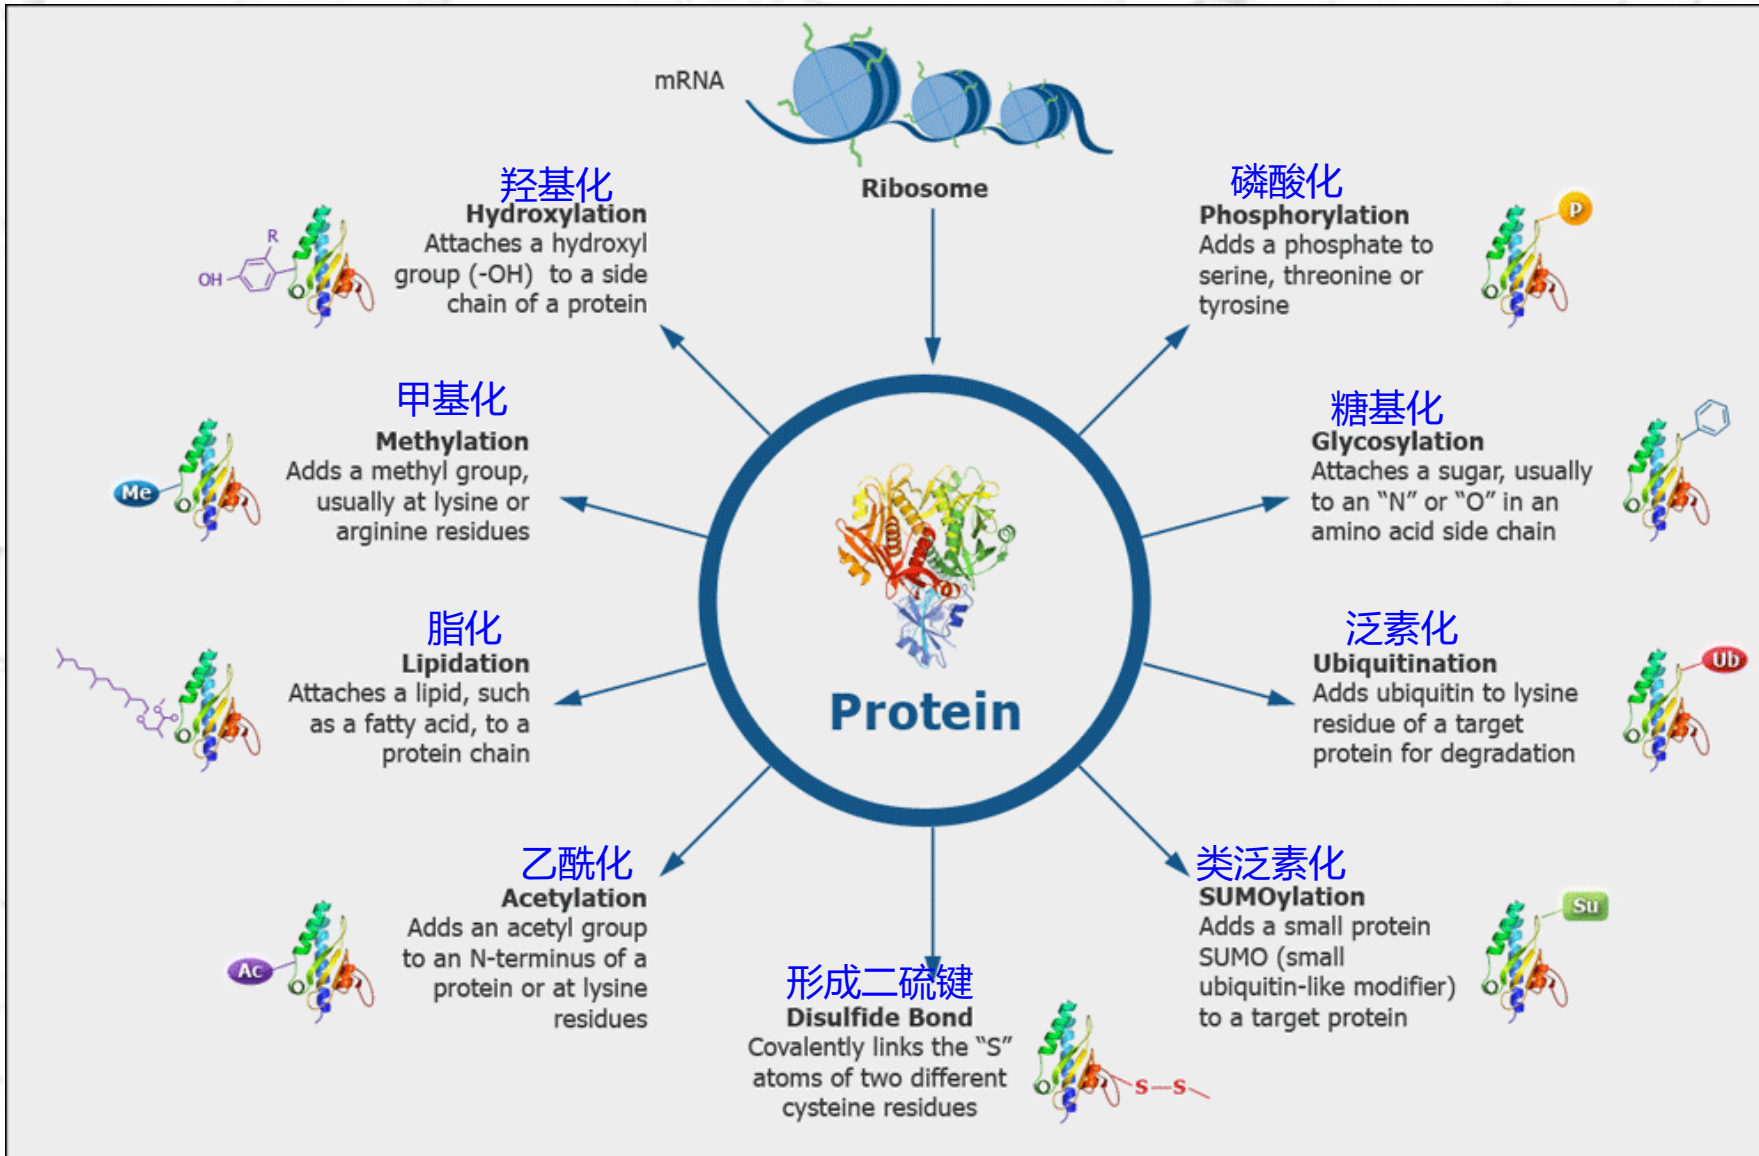 mRNA
Ribosome
羟基化
Hydroxylation
Attaches a hydroxyl
group (-OH)  to a side
chain of a protein
R
OH
磷酸化
Phosphorylation
Adds a phosphate to
serine, threonine or
tyrosine
P
甲基化
Methylation
Adds a methyl group,
usually at lysine or
arginine residues
Me
糖基化
Glycosylation
Attaches a sugar, usually
to an “N” or “O” in an
amino acid side chain
脂化
Lipidation
Attaches a lipid, such
as a fatty acid, to a
protein chain
Protein
泛素化
Ubiquitination
Adds ubiquitin to lysine
residue of a target
protein for degradation
Ub
乙酰化
Acetylation
Adds an acetyl group
to an N-terminus of a
protein or at lysine
residues
Ac
形成二硫键
Disulfide Bond
Covalently links the “S”
atoms of two different
cysteine residues
S—S
类泛素化
SUMOylation
Adds a small protein
SUMO (small
ubiquitin-like modifier)
to a target protein
Su